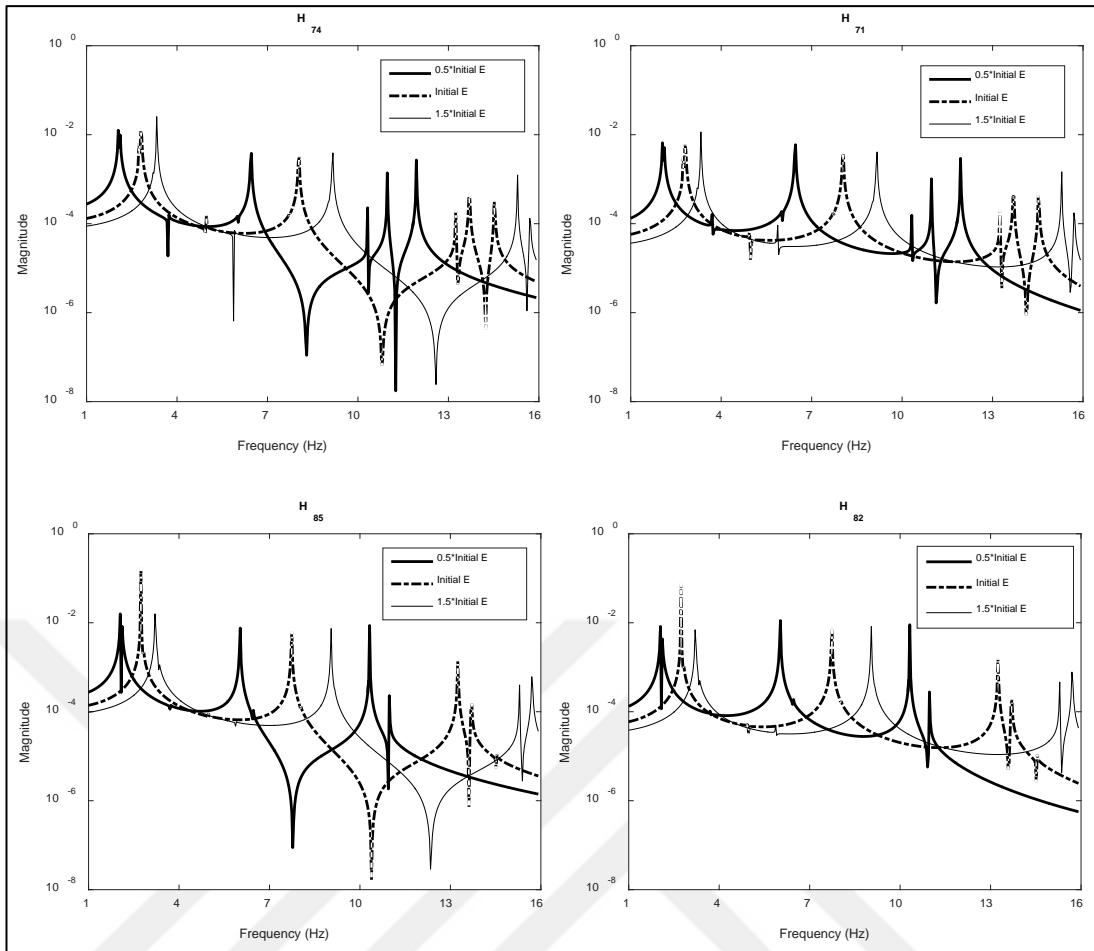 H 74
10 0
10 -2
10 -4
10 -6
10 -8
Magnitude
0.5*Initial E
Initial E
1.5*Initial E
1 4 7 10 13 16
Frequency (Hz)
H 71
10 0
10 -2
10 -4
10 -6
10 -8
Magnitude
0.5*Initial E
Initial E
1.5*Initial E
1 4 7 10 13 16
Frequency (Hz)
H 85
10 0
10 -2
10 -4
10 -6
10 -8
Magnitude
0.5*Initial E
Initial E
1.5*Initial E
1 4 7 10 13 16
Frequency (Hz)
H 82
10 0
10 -2
10 -4
10 -6
10 -8
Magnitude
0.5*Initial E
Initial E
1.5*Initial E
1 4 7 10 13 16
Frequency (Hz)